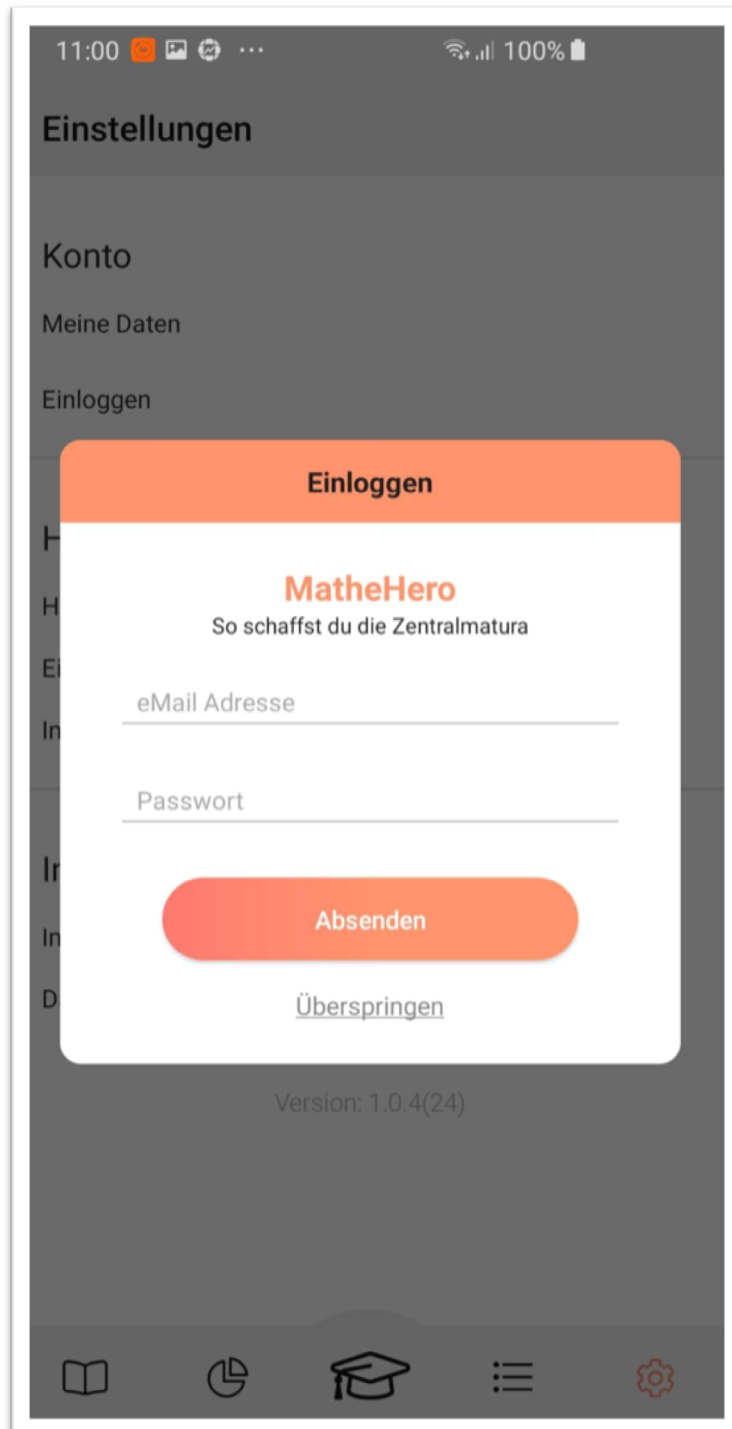 11:00 ... 100%
Einstellungen
Konto
Meine Daten
Einloggen
Einloggen
MatheHero
So schaffst du die Zentralmatura
eMail Adresse
Passwort
Absenden
Überspringen
Version: 1.0.4(24)